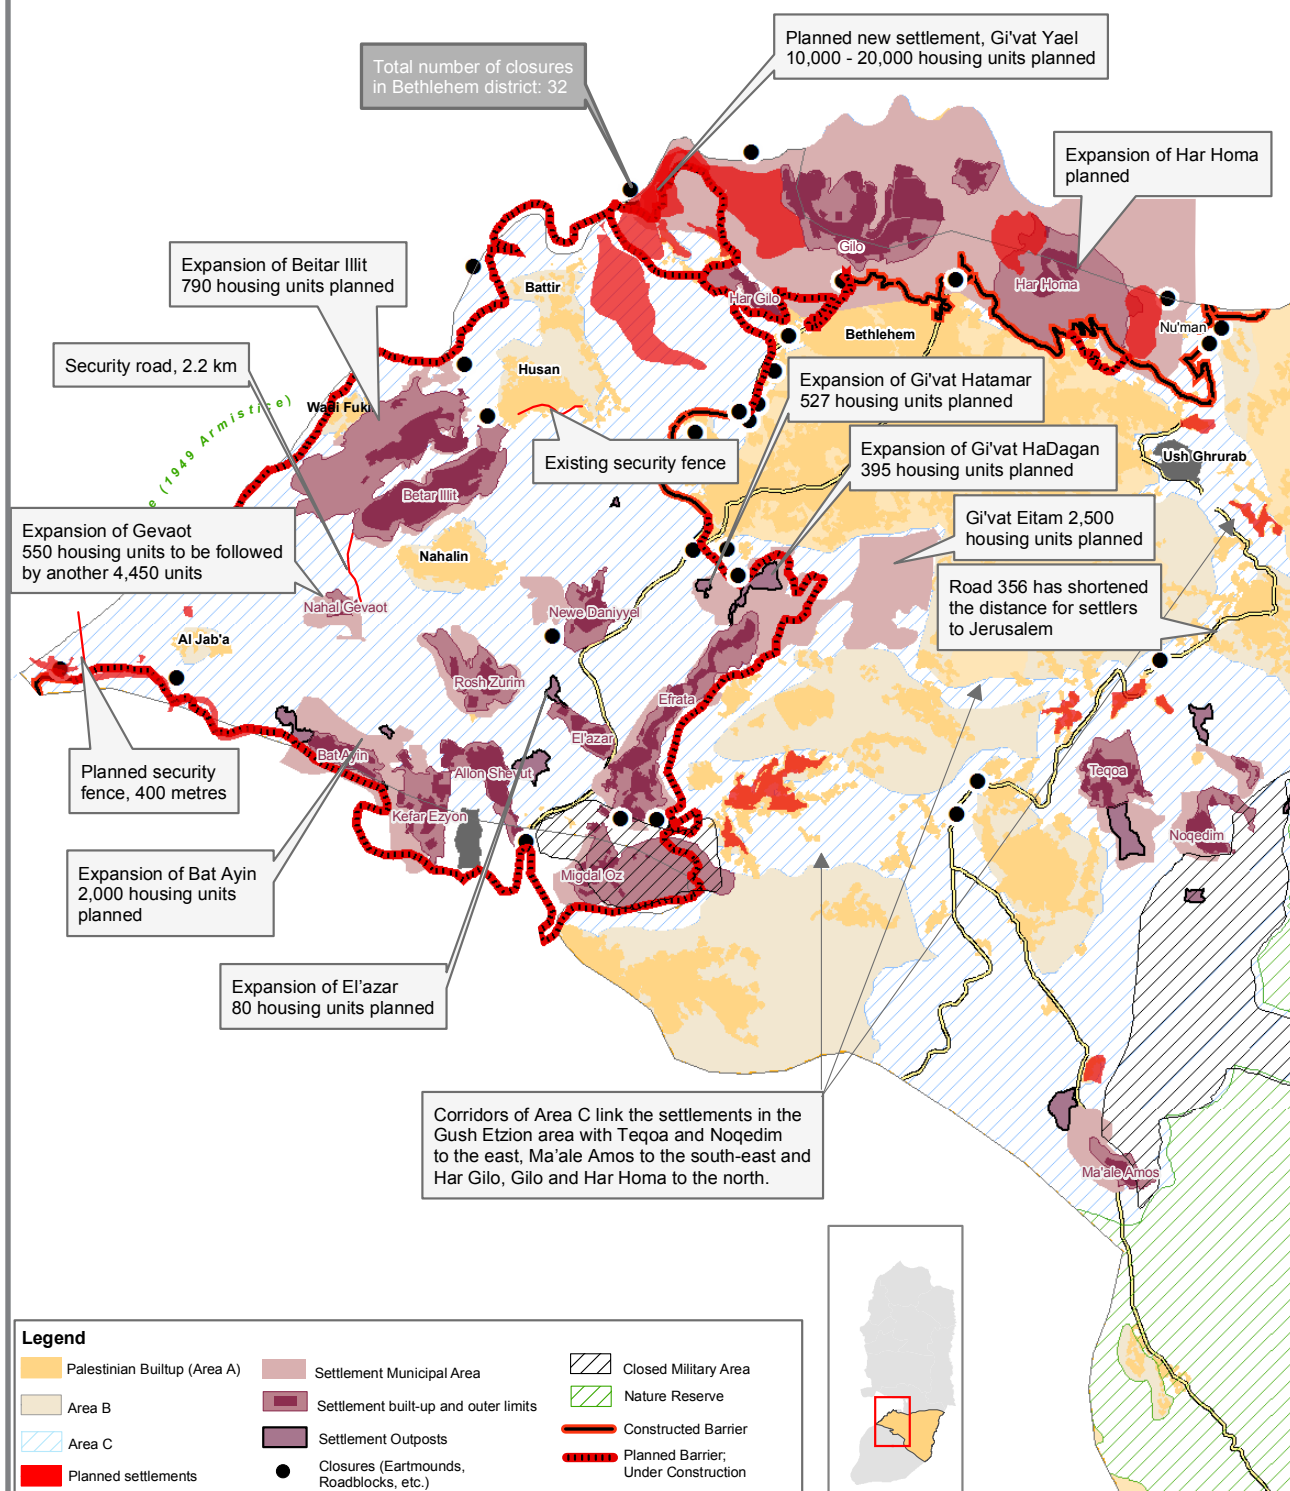 Planned new settlement, Gi'vat Yael
10,000 - 20,000 housing units planned
Total number of closures
in Bethlehem district: 32
Expansion of Har Homa
planned
Expansion of Beitar Illit
790 housing units planned
Security road, 2.2 km
Battir
Husan
Gilo
Har Gilo
Har Homa
Bethlehem
Nu'man
(1949 Armistice)
Betar Illit
Existing security fence
Expansion of Gi'vat Hatamar
527 housing units planned
Expansion of Gi'vat HaDagan
395 housing units planned
Ush Ghrurab
Expansion of Gevaot
550 housing units to be followed
by another 4,450 units
Nahalin
Gi'vat Eitam 2,500
housing units planned
Road 356 has shortened
the distance for settlers
to Jerusalem
Nahal Gevaot
Newe Daniyyel
Al Jab'a
Rosh Zurim
Efrata
El'azar
Bat Ayin
Allon Shevut
Teqoa
Planned security
fence, 400 metres
Kefar Ezyon
Noqedim
Migdal Oz
Expansion of Bat Ayin
2,000 housing units
planned
Expansion of El'azar
80 housing units planned
Corridors of Area C link the settlements in the
Gush Etzion area with Teqoa and Noqedim
to the east, Ma'ale Amos to the south-east and
Har Gilo, Gilo and Har Homa to the north.
Ma'ale Amos
Legend
Palestinian Builtup (Area A)
Area B
Area C
Planned settlements
Settlement Municipal Area
Settlement built-up and outer limits
Settlement Outposts
Closures (Eartmounds,
Roadblocks, etc.)
Closed Military Area
Nature Reserve
Constructed Barrier
Planned Barrier;
Under Construction